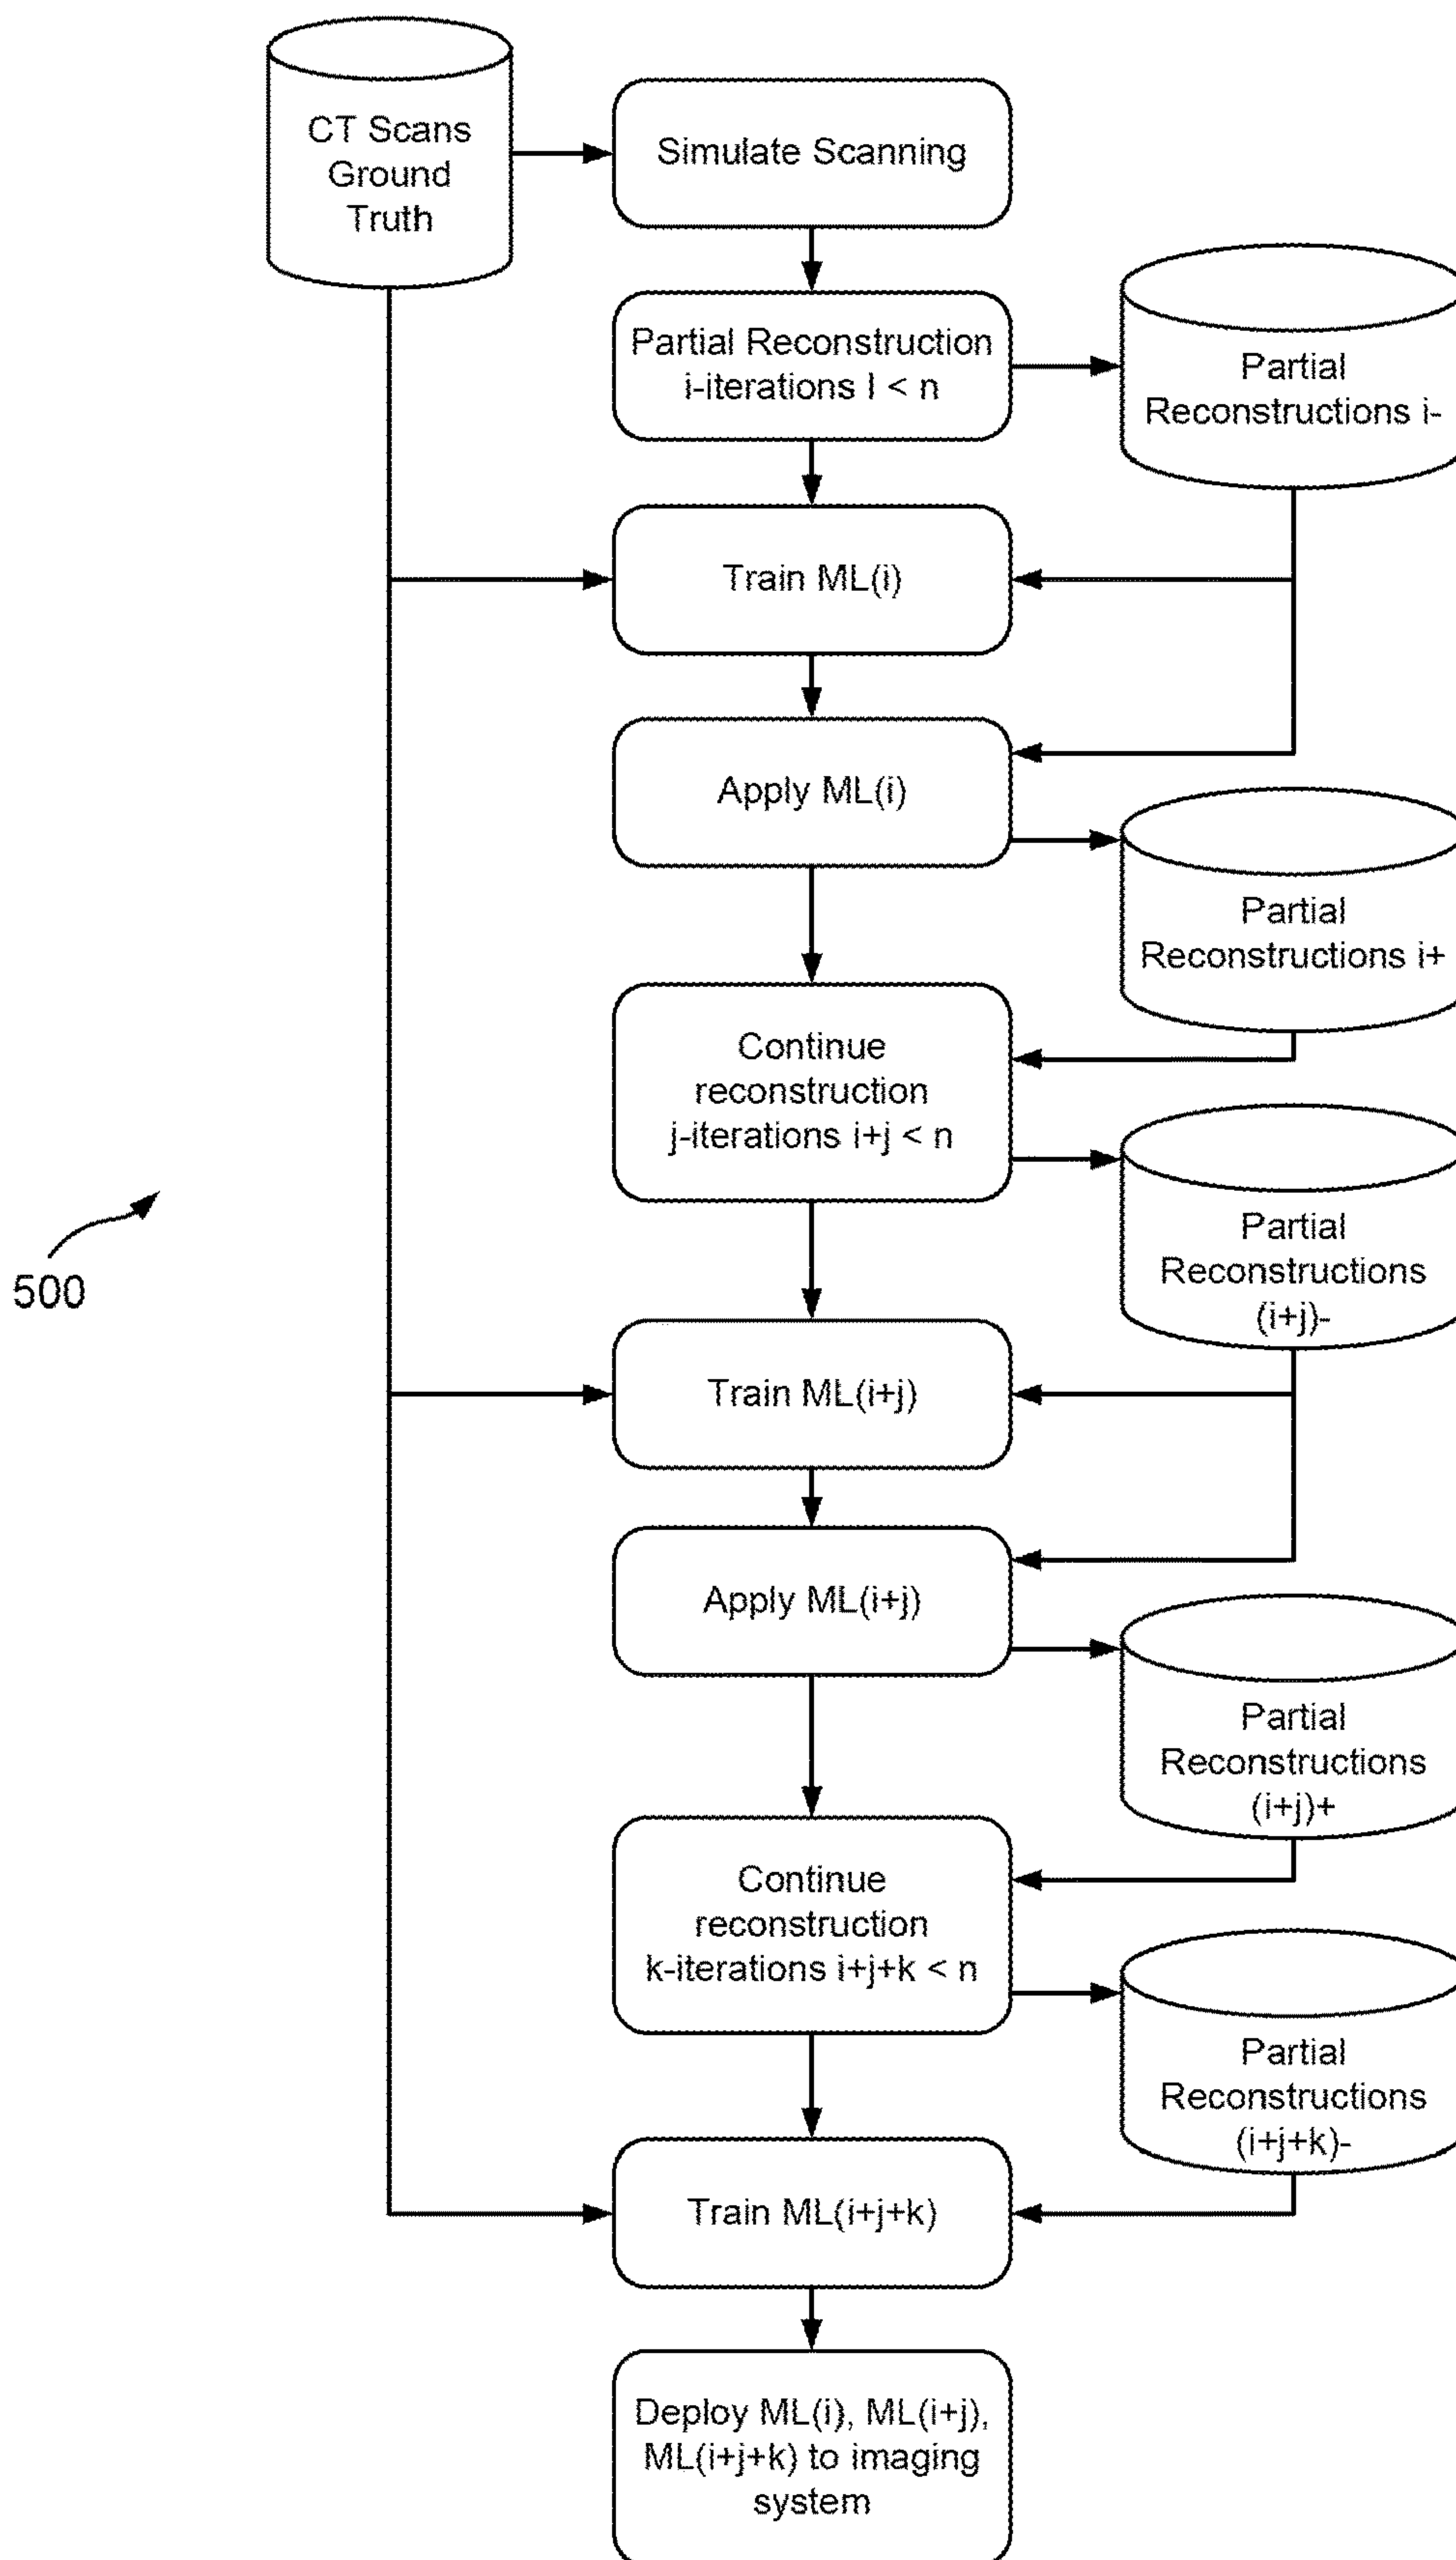 CT Scans
Ground
Truth
Simulate Scanning
Partial Reconstruction
i-iterations I < n
Partial
Reconstructions i-
Train ML(i)
Apply ML(i)
Partial
Reconstructions i+
Continue
reconstruction
j-iterations i+j < n
Partial
Reconstructions
(i+j)-
500
Train ML(i+j)
Apply ML(i+j)
Partial
Reconstructions
(i+j)+
Continue
reconstruction
k-iterations i+j+k < n
Partial
Reconstructions
(i+j+k)-
Train ML(i+j+k)
Deploy ML(i), ML(i+j),
ML(i+j+k) to imaging
system